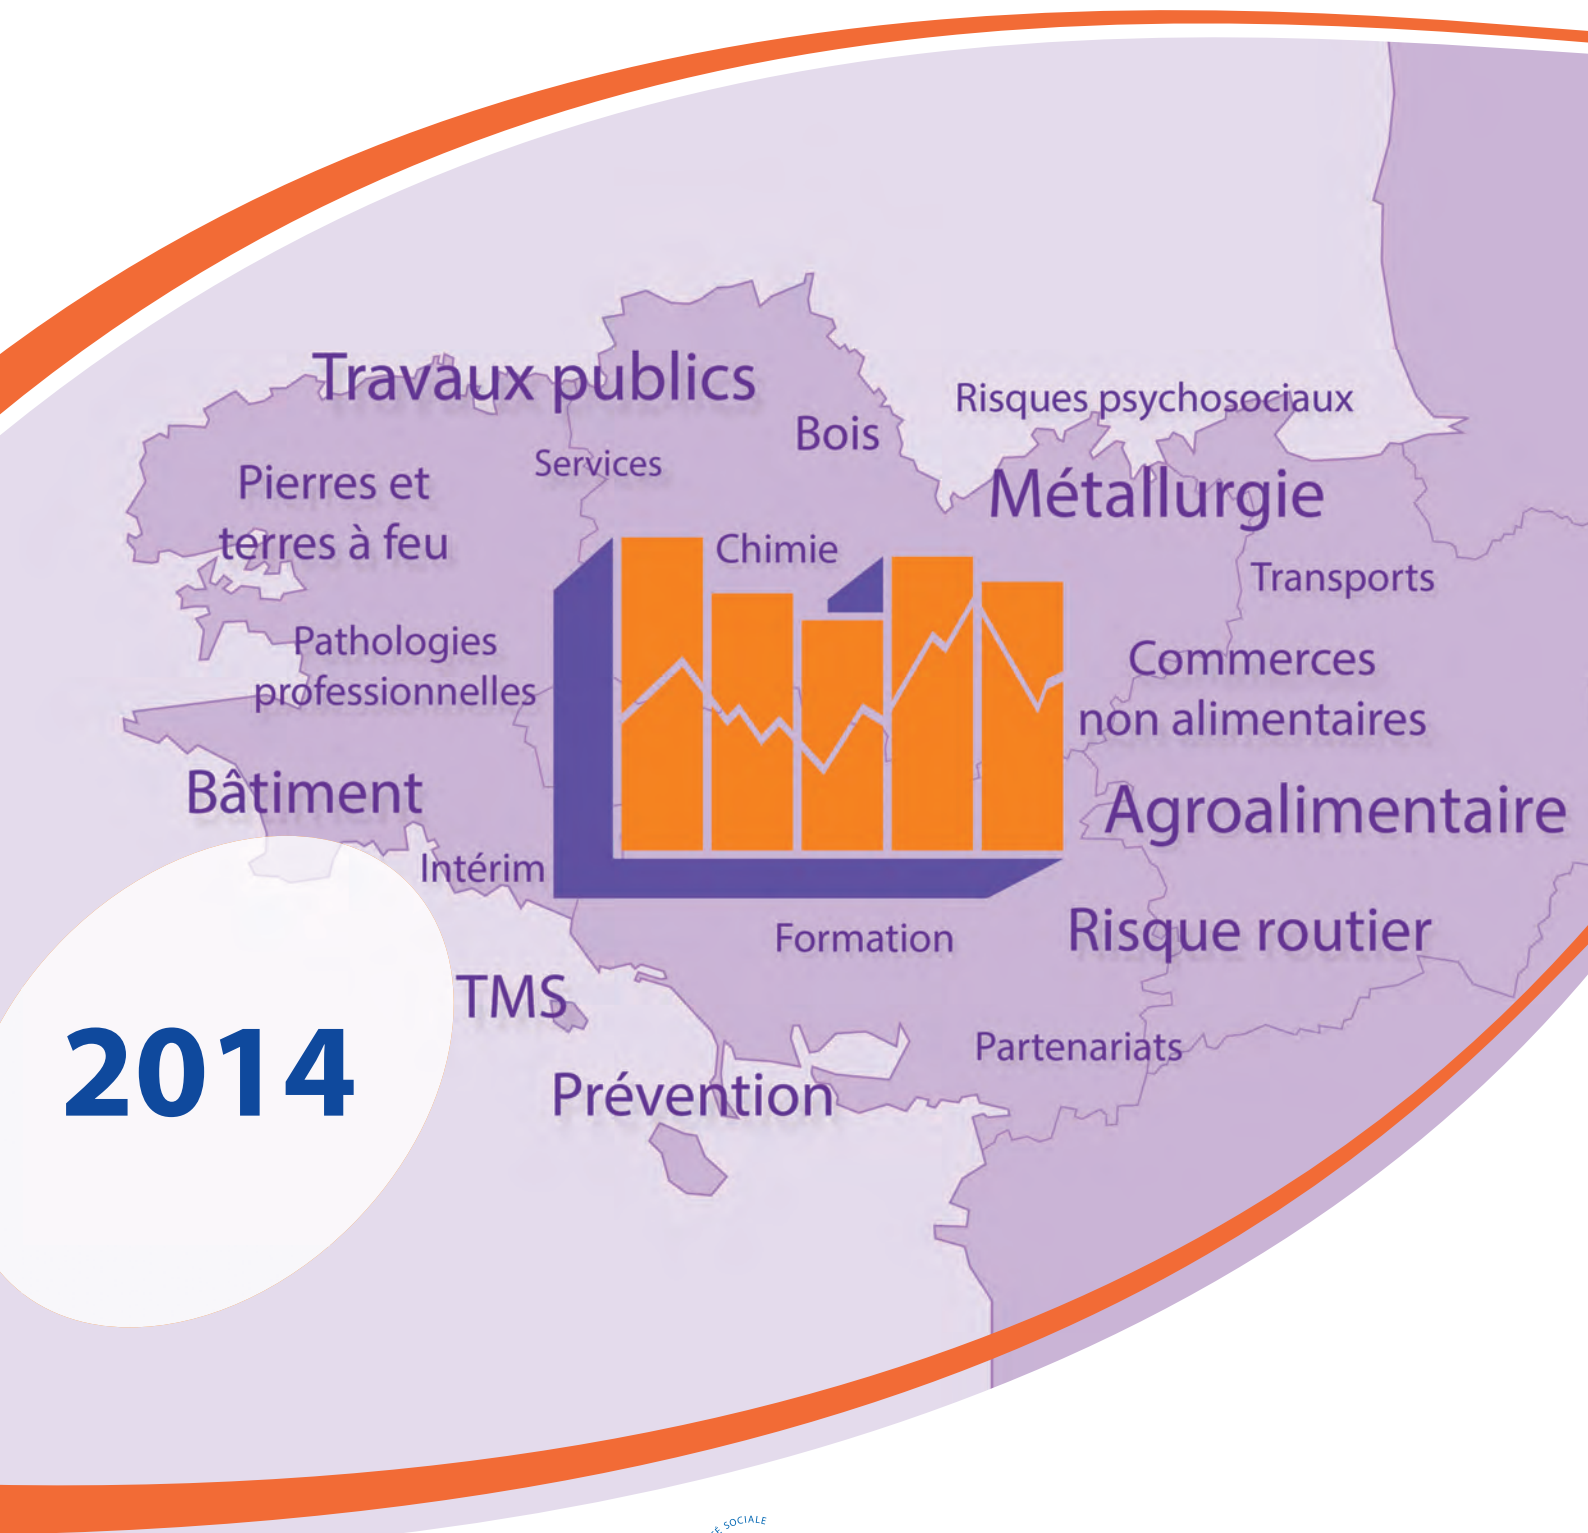 Travaux publics
Risques psychosociaux
Bois
Services
Pierres et
terres à feu
Métallurgie
Chimie
Transports
Pathologies
professionnelles
Commerces
non alimentaires
Bâtiment
Agroalimentaire
Intérim
Formation
Risque routier
TMS
2014
Partenariats
Prévention
SOCIALE